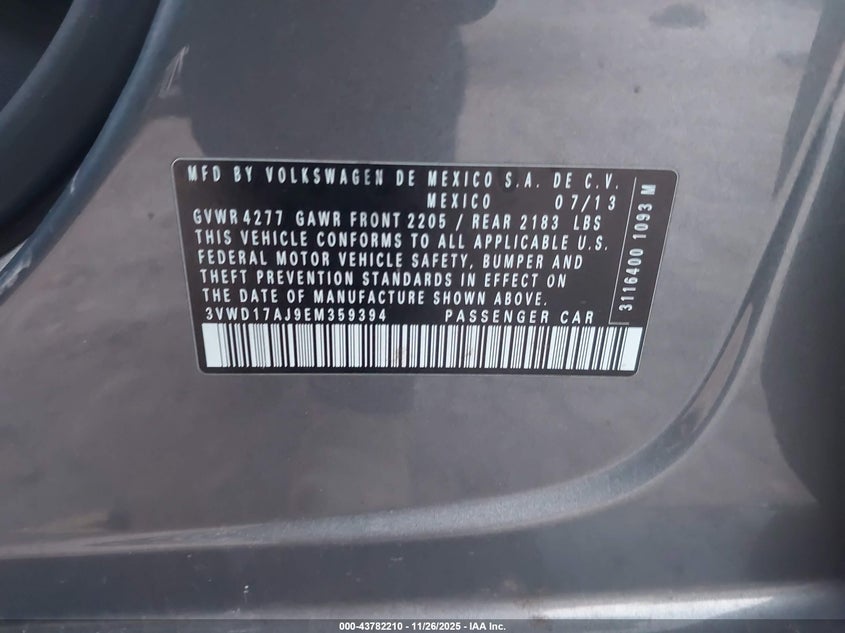 MFD BY VOLKSWAGEN DE MEXICO S.A. DE C.V.
MEXICO 07/13
GVWR 4277 GAWR FRONT 2205 / REAR 2183 LBS
THIS VEHICLE CONFORMS TO ALL APPLICABLE U.S.
FEDERAL MOTOR VEHICLE SAFETY, BUMPER AND
THEFT PREVENTION STANDARDS IN EFFECT ON
THE DATE OF MANUFACTURE SHOWN ABOVE.
3VWD17AJ9EM359394 PASSENGER CAR
3116400 1093 M
000-43782210 - 11/26/2025 - IAA Inc.